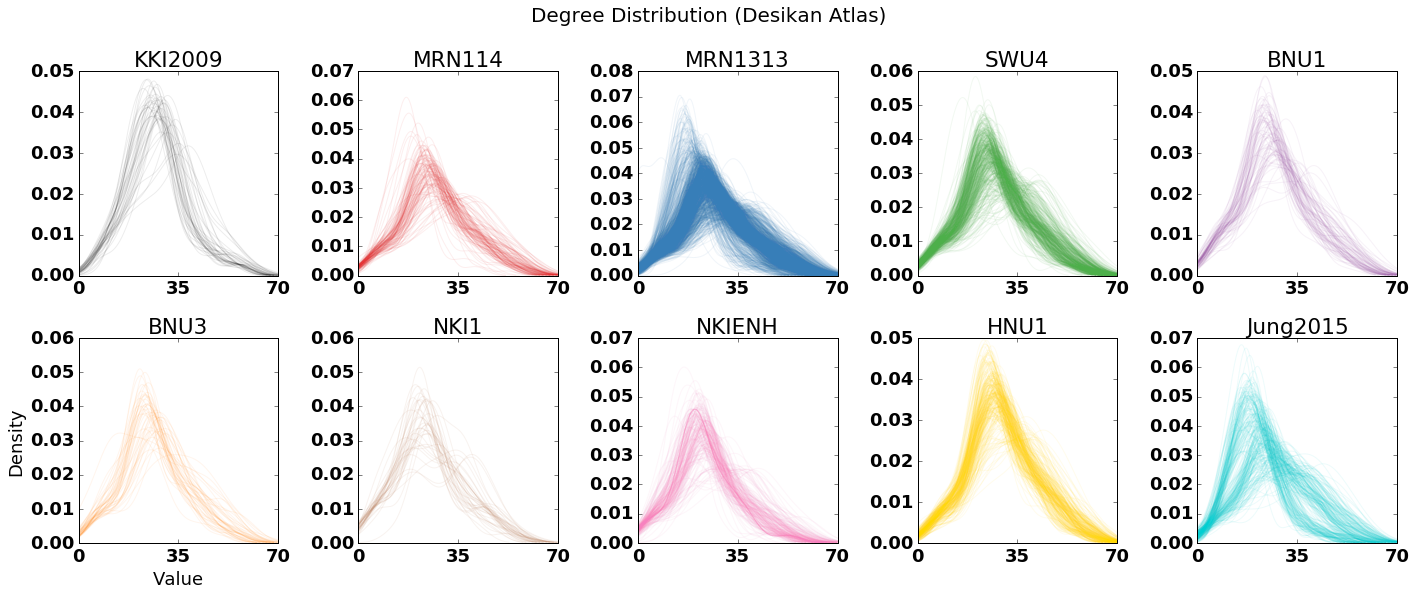 Degree Distribution (Desikan Atlas)
KKI2009 MRN114 MRN1313 SWU4 BNU1
0.05 0.07 0.08 0.06 0.05
0.04 0.06 0.07 0.05 0.04
0.03 0.05 0.06 0.04 0.03
0.02 0.04 0.05 0.03 0.02
0.01 0.03 0.04 0.02 0.01
0.00 0.02 0.03 0.01 0.00
0.01 0.02 0.00
0.00 0.01
0.00
0 35 70 0 35 70 0 35 70 0 35 70 0 35 70
BNU3 NKI1 NKIENH HNU1 Jung2015
0.06 0.06 0.07 0.05 0.07
0.05 0.05 0.06 0.04 0.06
0.04 0.04 0.05 0.03 0.05
0.03 0.03 0.04 0.02 0.04
0.02 0.02 0.03 0.01 0.03
0.01 0.01 0.02 0.00 0.02
0.00 0.00 0.01 0.01
0.00 0.00
0 35 70 0 35 70 0 35 70 0 35 70 0 35 70
Density
Value